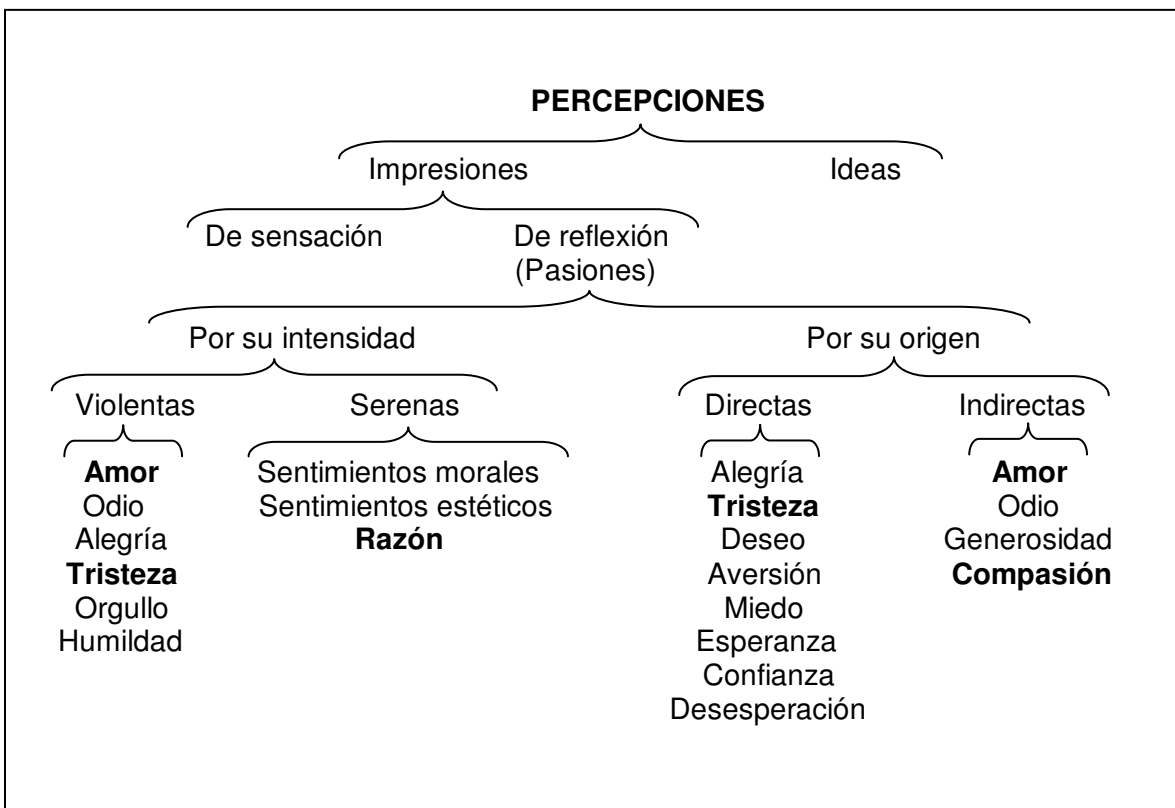 PERCEPCIONES
Impresiones Ideas
De sensación De reflexión
(Pasiones)
Por su intensidad Por su origen
Violentas Serenas Directas Indirectas
Amor Sentimientos morales Alegría Amor
Odio Sentimientos estéticos Tristeza Odio
Alegría Razón Deseo Generosidad
Tristeza Aversión Compasión
Orgullo Miedo
Humildad Esperanza
Confianza
Desesperación